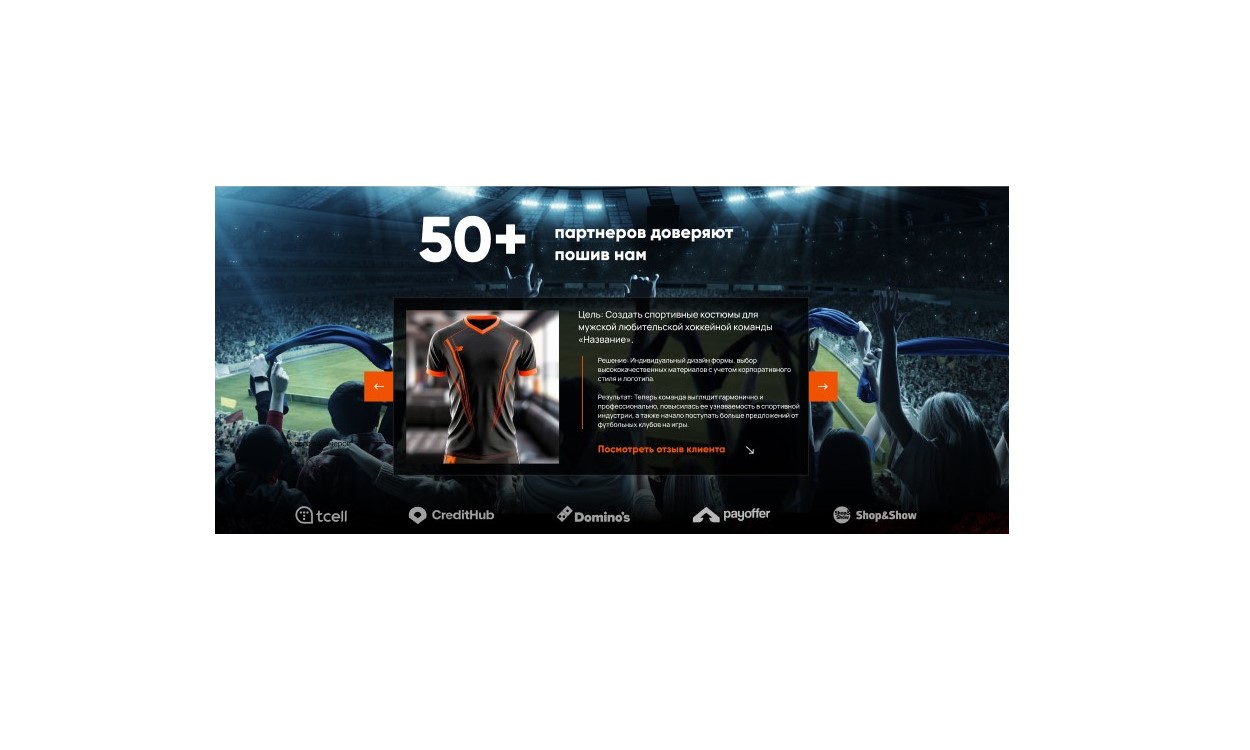 50+
партнеров доверяют
пошив нам
Цель: Создать спортивные костюмы для
мужской любительской хоккейной команды
«Название».
Решение: Индивидуальный дизайн формы, выбор
высококачественных материалов с учетом корпоративного
стиля и логотипа.
Результат: Теперь команда выглядит гармонично и
профессионально, повысилась ее узнаваемость в спортивной
индустрии, а также начало поступать больше предложений от
футбольных клубов на игры.
Посмотреть отзыв клиента
tcell
CreditHub
Domino's
payoffer
Shop&Show
Shop&Show